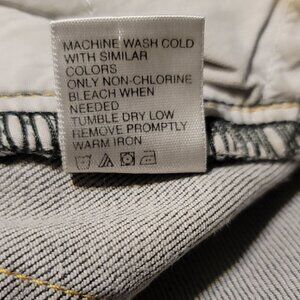 MACHINE WASH COLD
WITH SIMILAR
COLORS
ONLY NON-CHLORINE
BLEACH WHEN
NEEDED
TUMBLE DRY LOW
REMOVE PROMPTLY
WARM IRON